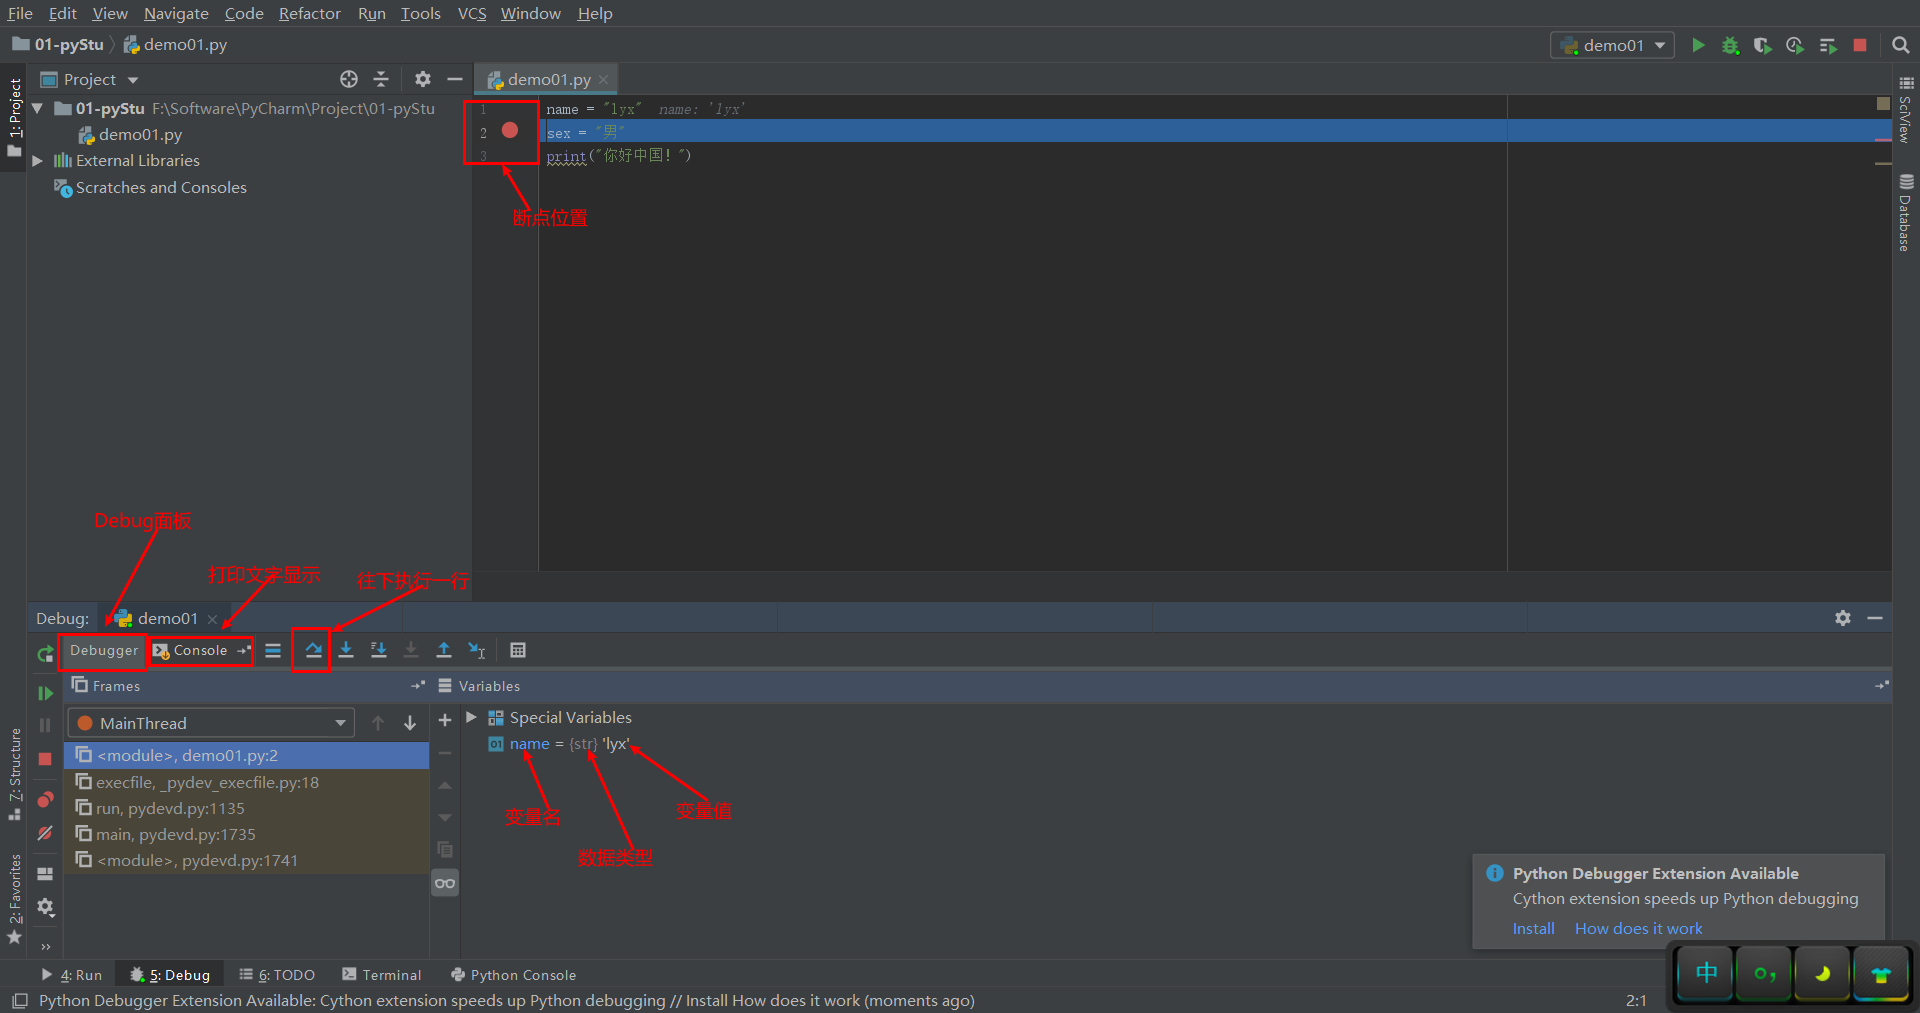 File Edit View Navigate Code Refactor Run Tools VCS Window Help
01-pyStu demo01.py demo01
1: Project
Project
01-pyStu F:\Software\PyCharm\Project\01-pyStu
demo01.py
External Libraries
Scratches and Consoles
demo01.py
1 name = "lyx" name: 'lyx'
2 sex = "男"
3 print("你好中国! ")
断点位置
SciView
Database
Debug面板
打印文字显示
往下执行一行
Debug: demo01
Debugger Console
Frames Variables
MainThread
<module>, demo01.py:2
execfile, _pydev_execfile.py:18
run, pydevd.py:1135
main, pydevd.py:1735
<module>, pydevd.py:1741
Special Variables
01 name = {str} 'lyx'
变量名
变量值
数据类型
7: Structure
2: Favorites
Python Debugger Extension Available
Cython extension speeds up Python debugging
Install How does it work
4: Run 5: Debug 6: TODO Terminal Python Console
Python Debugger Extension Available: Cython extension speeds up Python debugging // Install How does it work (moments ago) 2:1
中